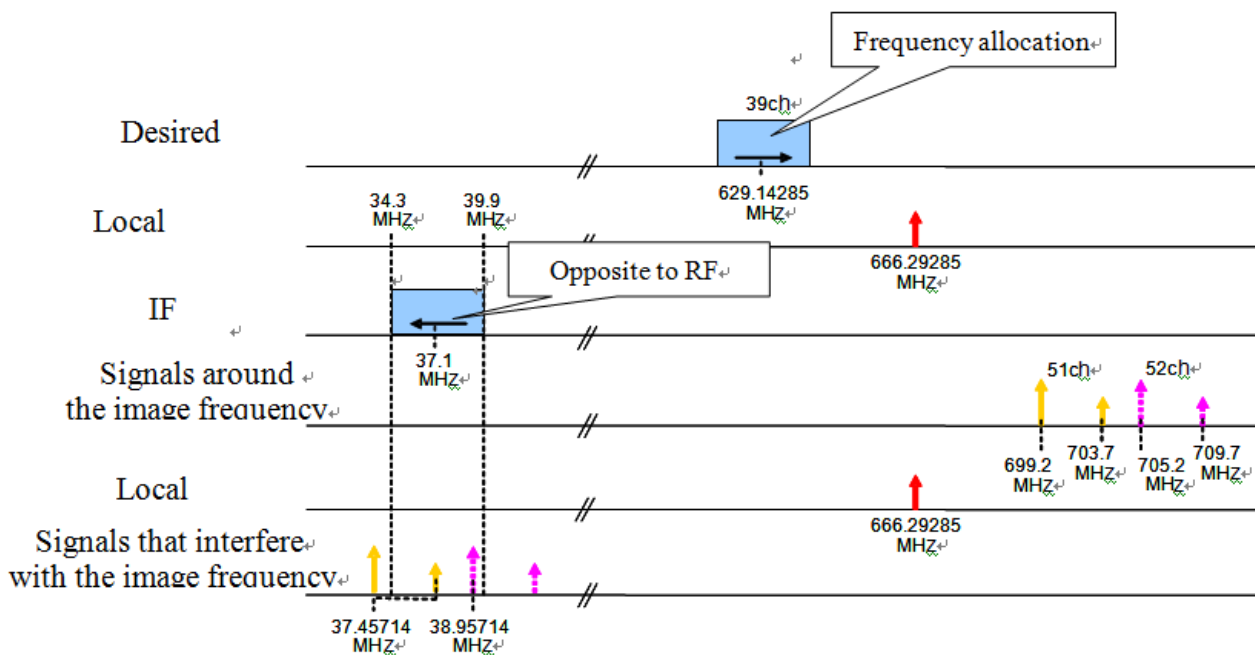 Frequency allocation↵
↵
39ch↵
Desired
629.14285
MHz↵
34.3
MHz↵
39.9
MHz↵
Local
666.29285
MHz↵
Opposite to RF↵
↵
↵
↵
IF
↵
37.1
MHz↵
Signals around ↵
the image frequency↵
51ch↵
52ch↵
699.2
MHz↵
703.7
MHz↵
705.2
MHz↵
709.7
MHz↵
Local
666.29285
MHz↵
Signals that interfere↵
with the image frequency↵
37.45714
MHz↵
38.95714
MHz↵